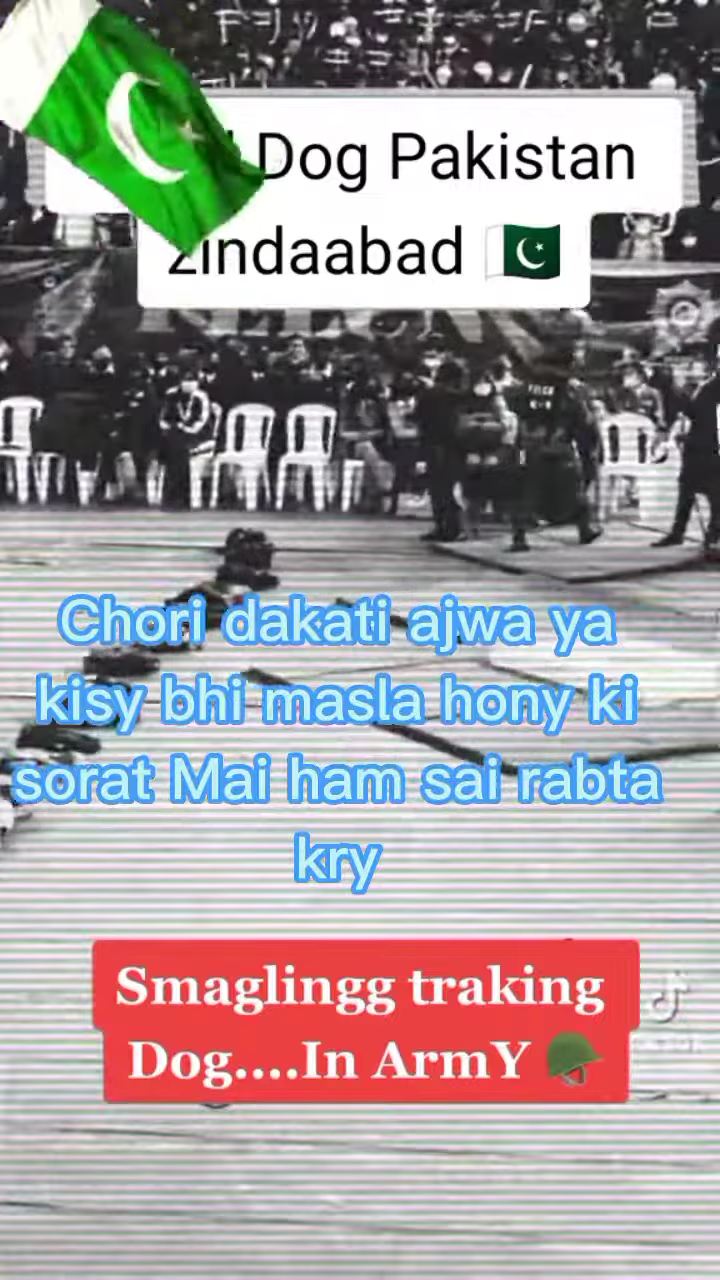 Dog Pakistan
zindaabad 🇵🇰
Chori dakati ajwa ya
kisy bhi masla hony ki
sorat Mai ham sai rabta
kry
Smaglingg traking
Dog....In ArmY 🪖